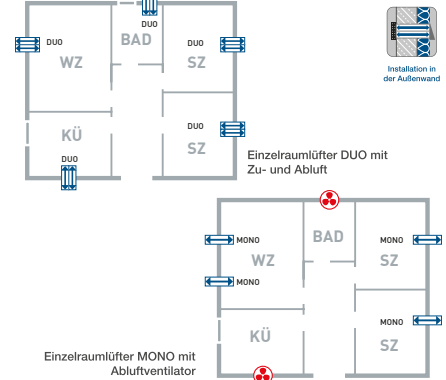 DUO
DUO
BAD
DUO
WZ
SZ
Installation in
der Außenwand
DUO
KÜ
SZ
DUO
Einzelraumlüfter DUO mit
Zu- und Abluft
MONO
BAD
MONO
WZ
SZ
MONO
MONO
KÜ
SZ
Einzelraumlüfter MONO mit
Abluftventilator